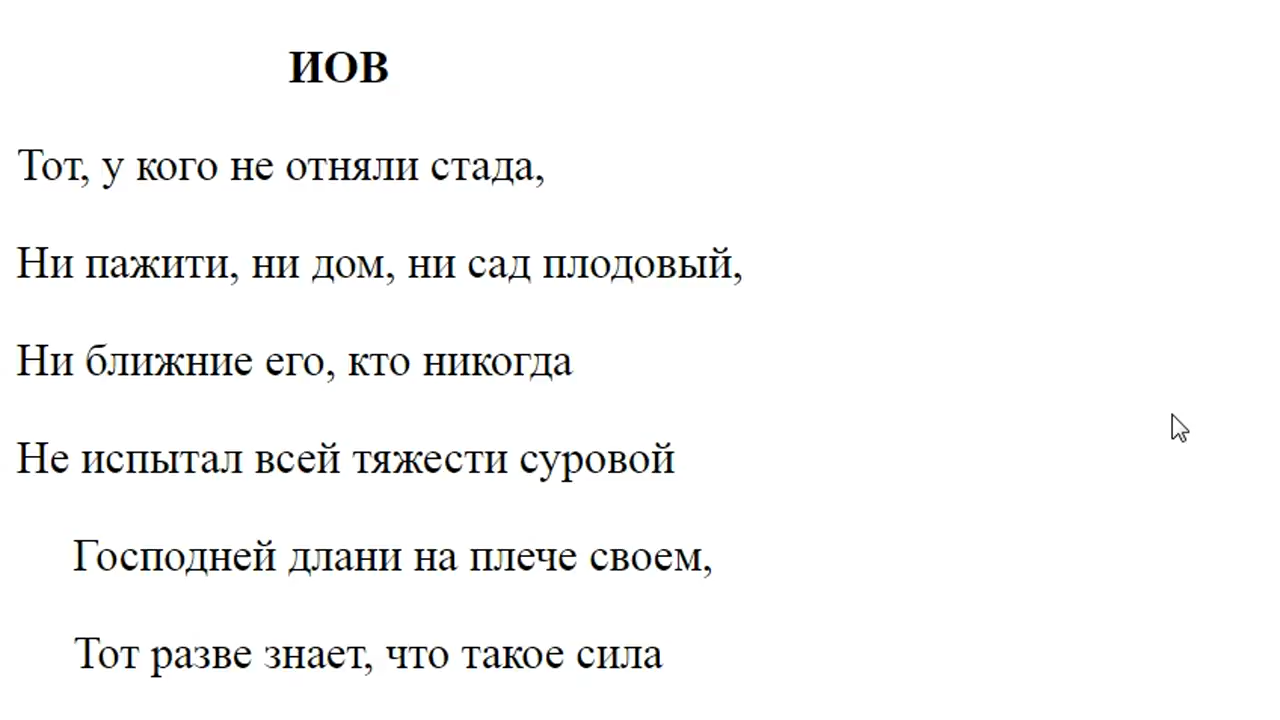 ИОВ
Тот, у кого не отняли стада,
Ни пажити, ни дом, ни сад плодовый,
Ни ближние его, кто никогда
Не испытал всей тяжести суровой
Господней длани на плече своем,
Тот разве знает, что такое сила